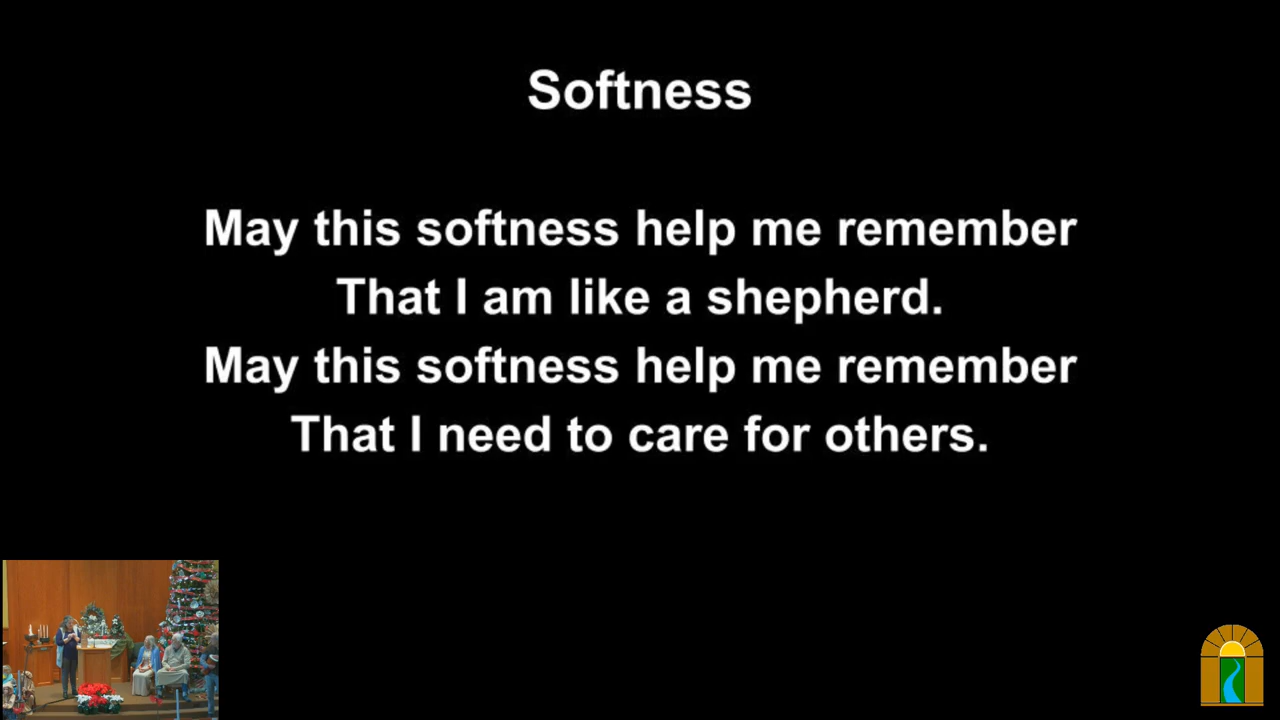 Softness
May this softness help me remember
That I am like a shepherd.
May this softness help me remember
That I need to care for others.